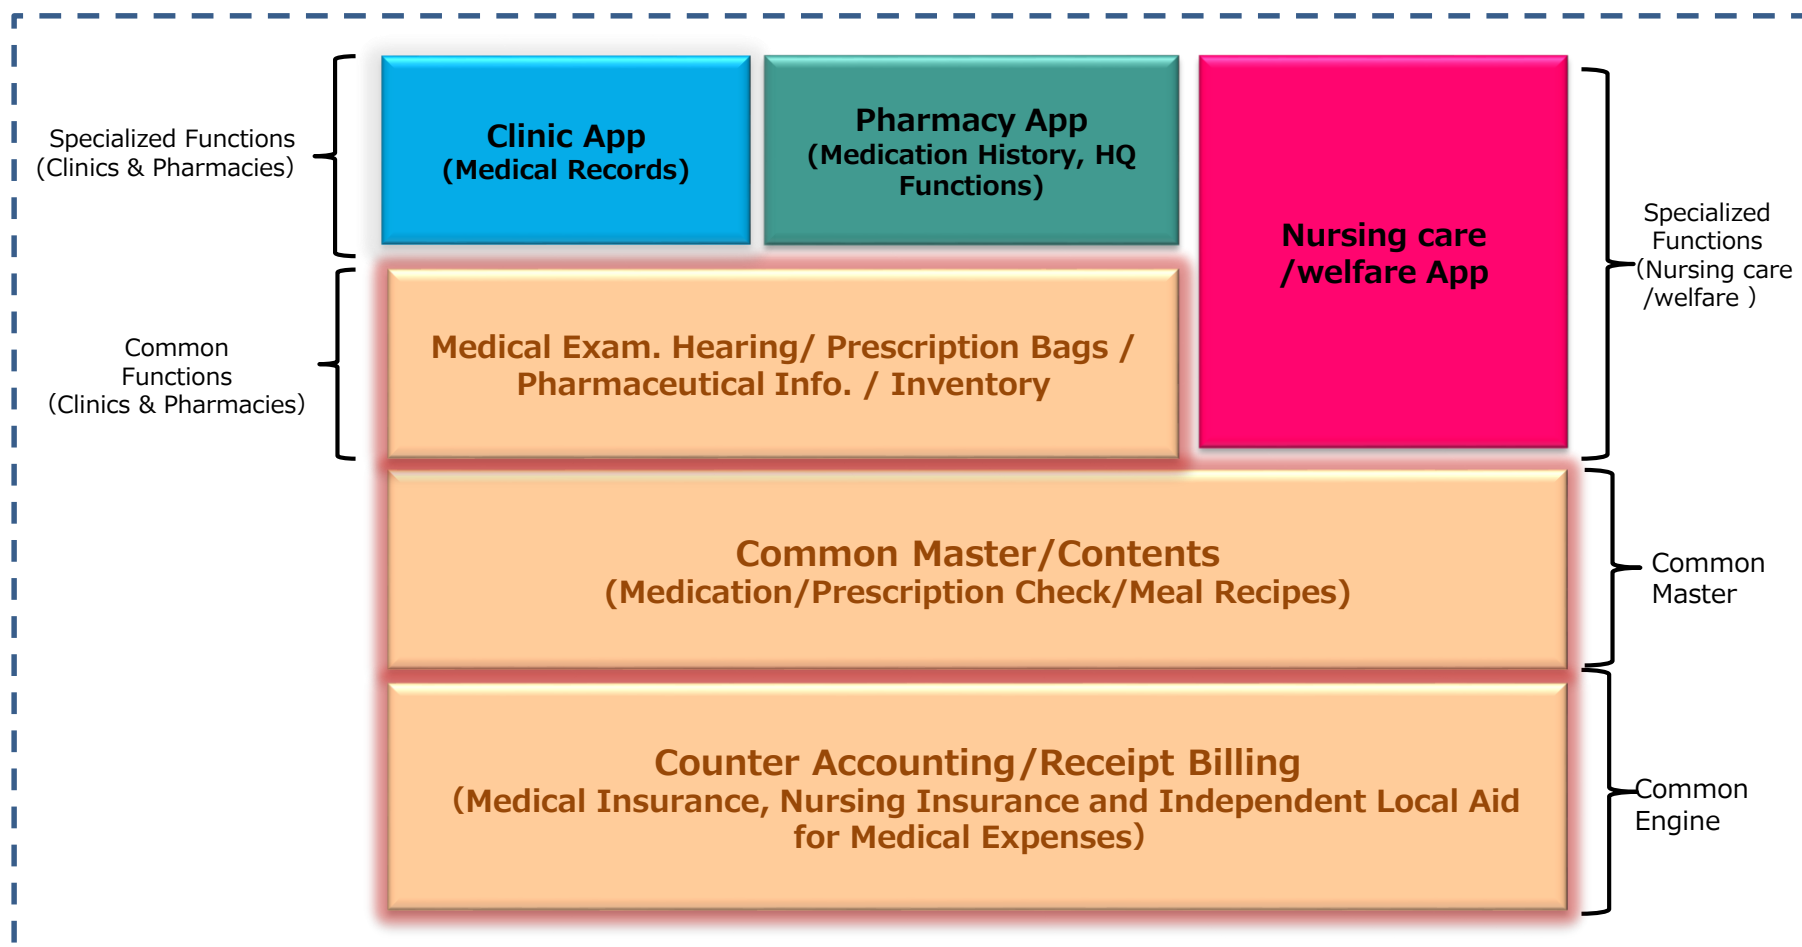 Specialized Functions
(Clinics & Pharmacies)
Clinic App
(Medical Records)
Pharmacy App
(Medication History, HQ
Functions)
Nursing care
/welfare App
Specialized
Functions
(Nursing care
/welfare )
Common
Functions
(Clinics & Pharmacies)
Medical Exam. Hearing/ Prescription Bags /
Pharmaceutical Info. / Inventory
Common Master/Contents
(Medication/Prescription Check/Meal Recipes)
Common
Master
Counter Accounting/Receipt Billing
(Medical Insurance, Nursing Insurance and Independent Local Aid
for Medical Expenses)
Common
Engine